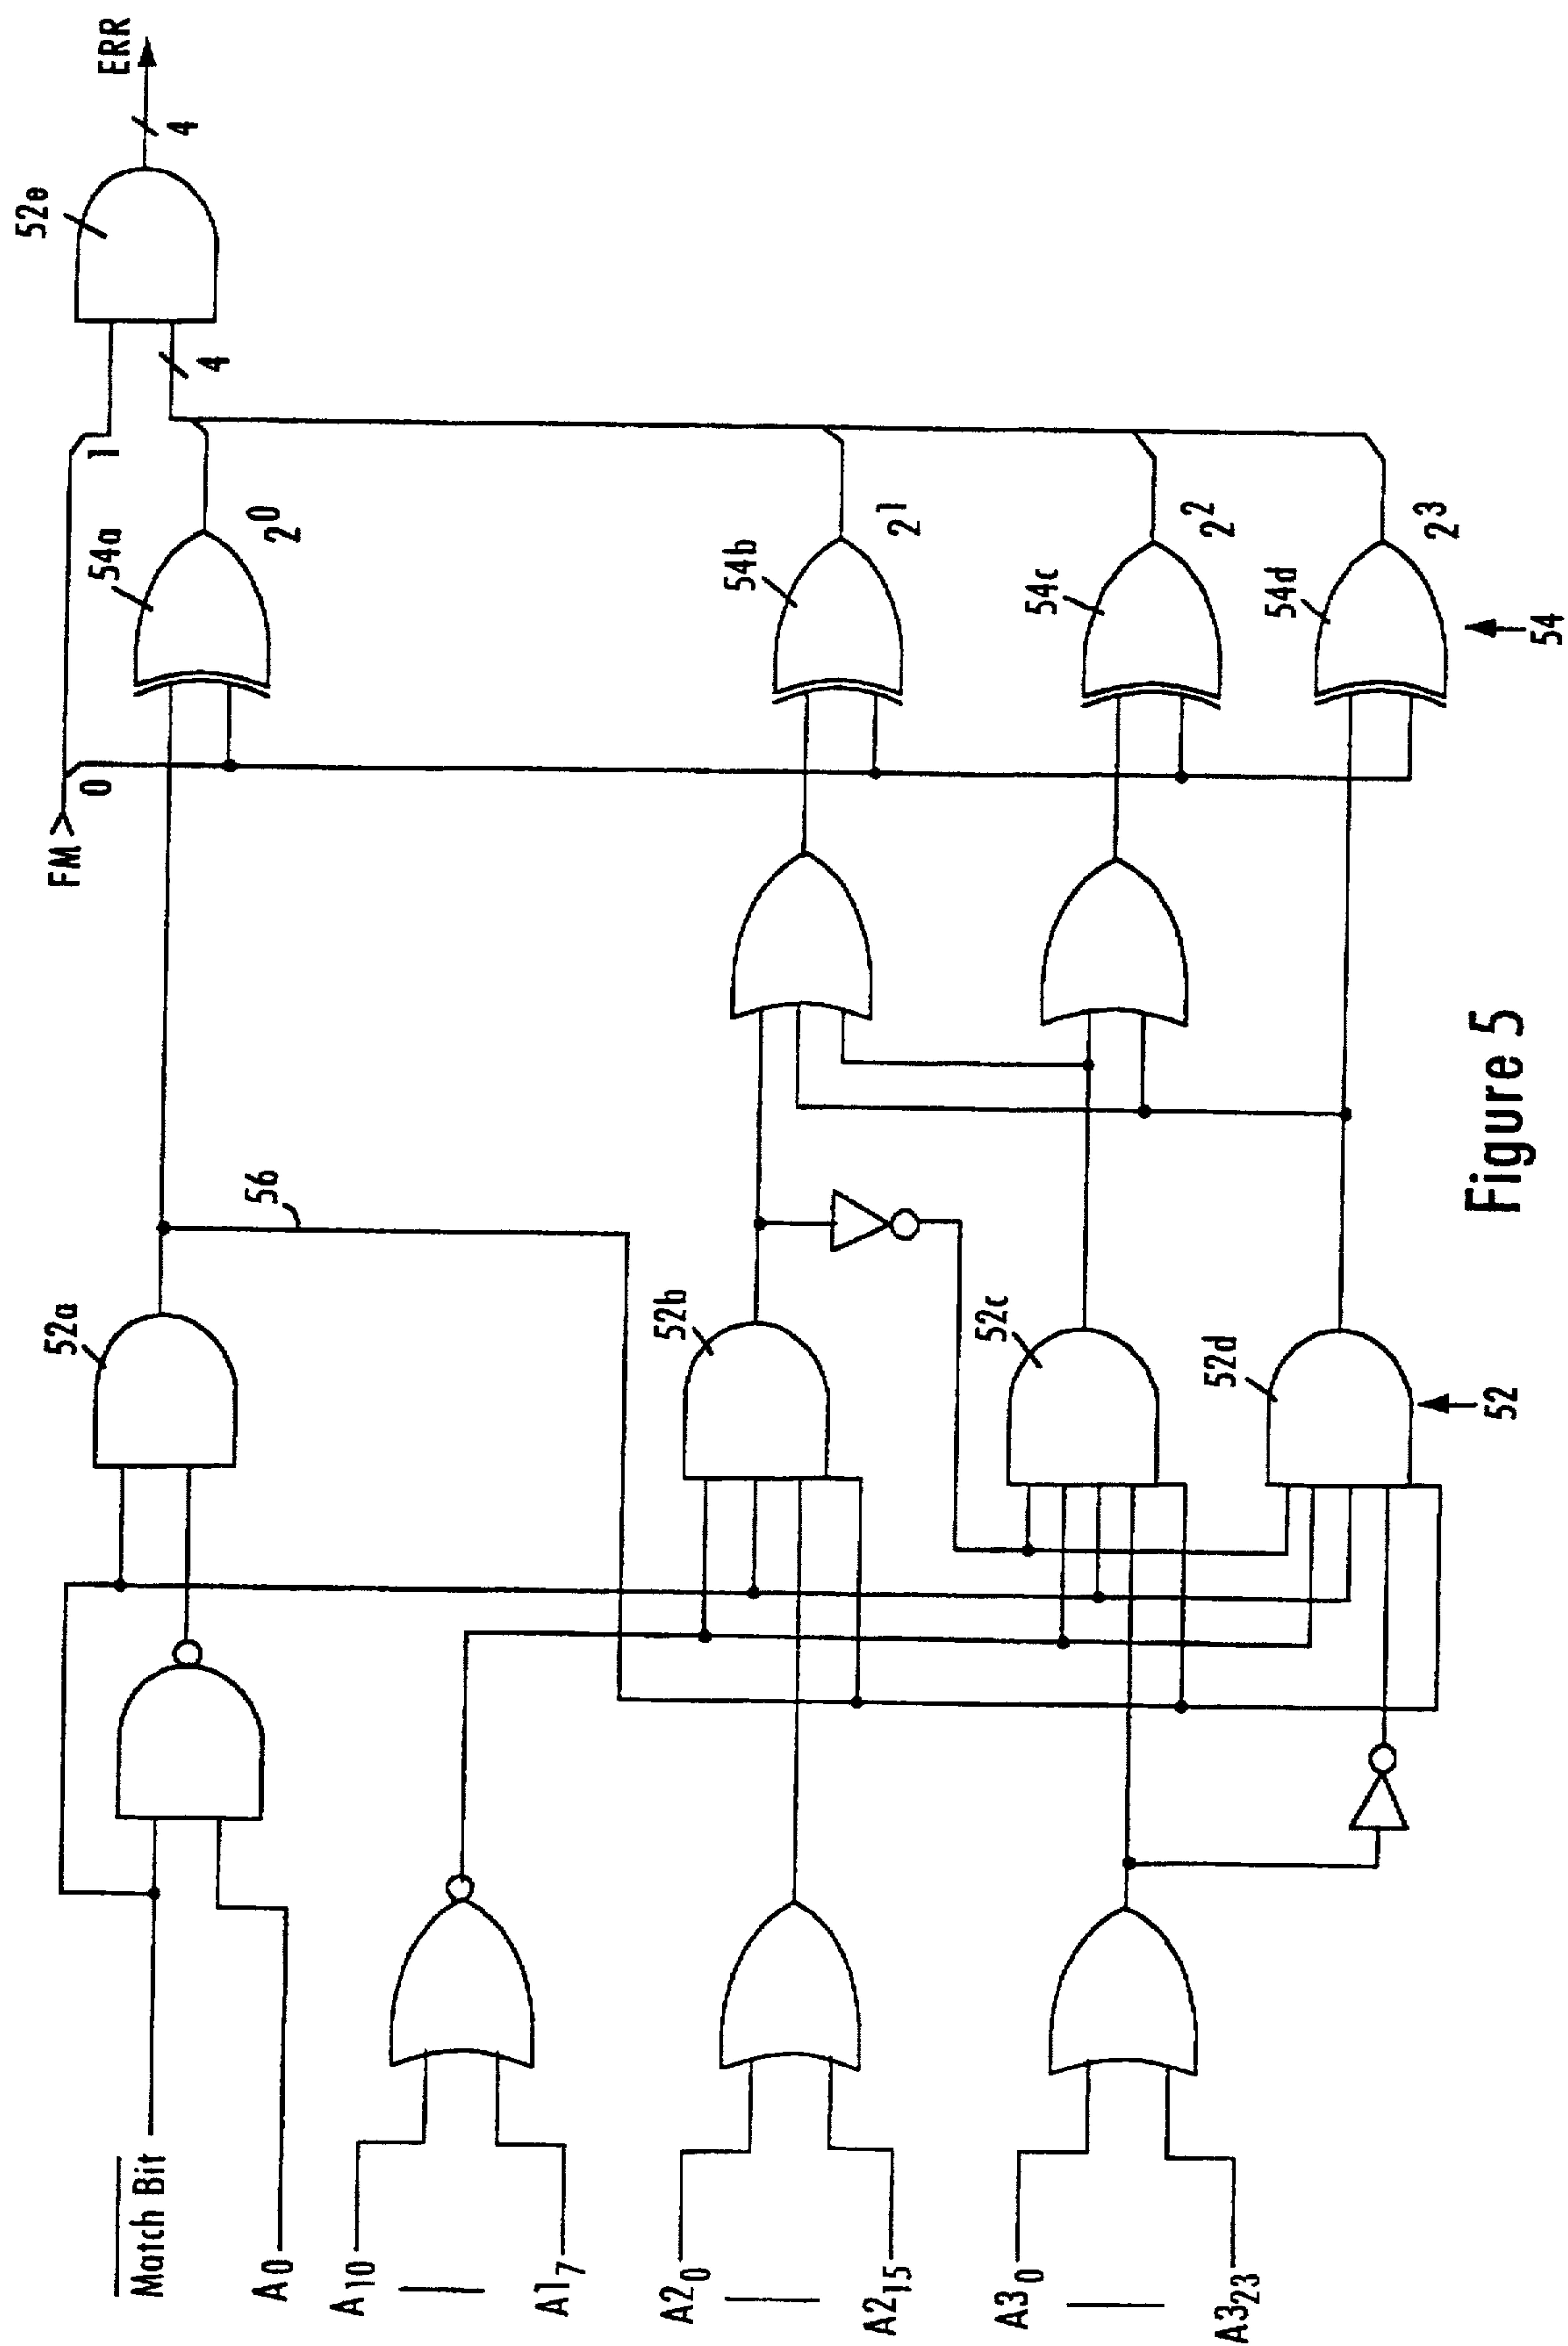 Match Bit
A0
A10
A17
A20
A215
A30
A323
52a
56
52b
52c
52d
52
FM
0
1
54a
20
54b
21
54c
22
54d
23
54
4
52e
4
ERR
Figure 5